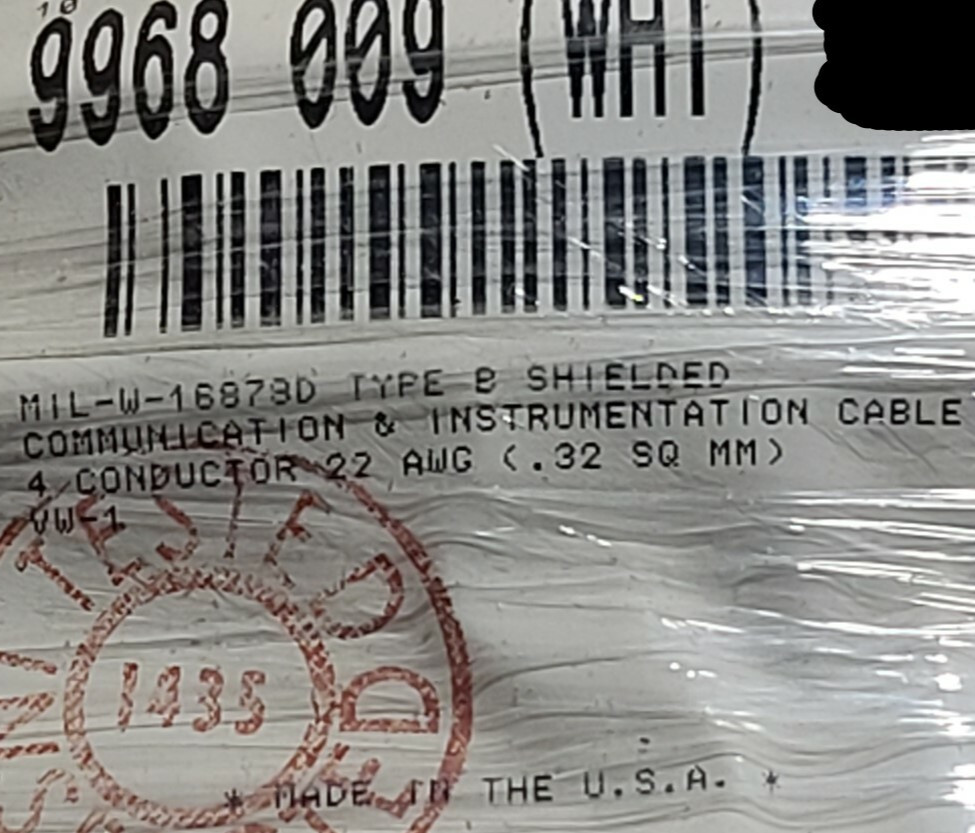 9968 009 (WHT)
MIL-W-16878D TYPE B SHIELDED
COMMUNICATION & INSTRUMENTATION CABLE
4 CONDUCTOR 22 AWG (.32 SQ MM)
VW-1
TESTED
1435
* MADE IN THE U.S.A. *